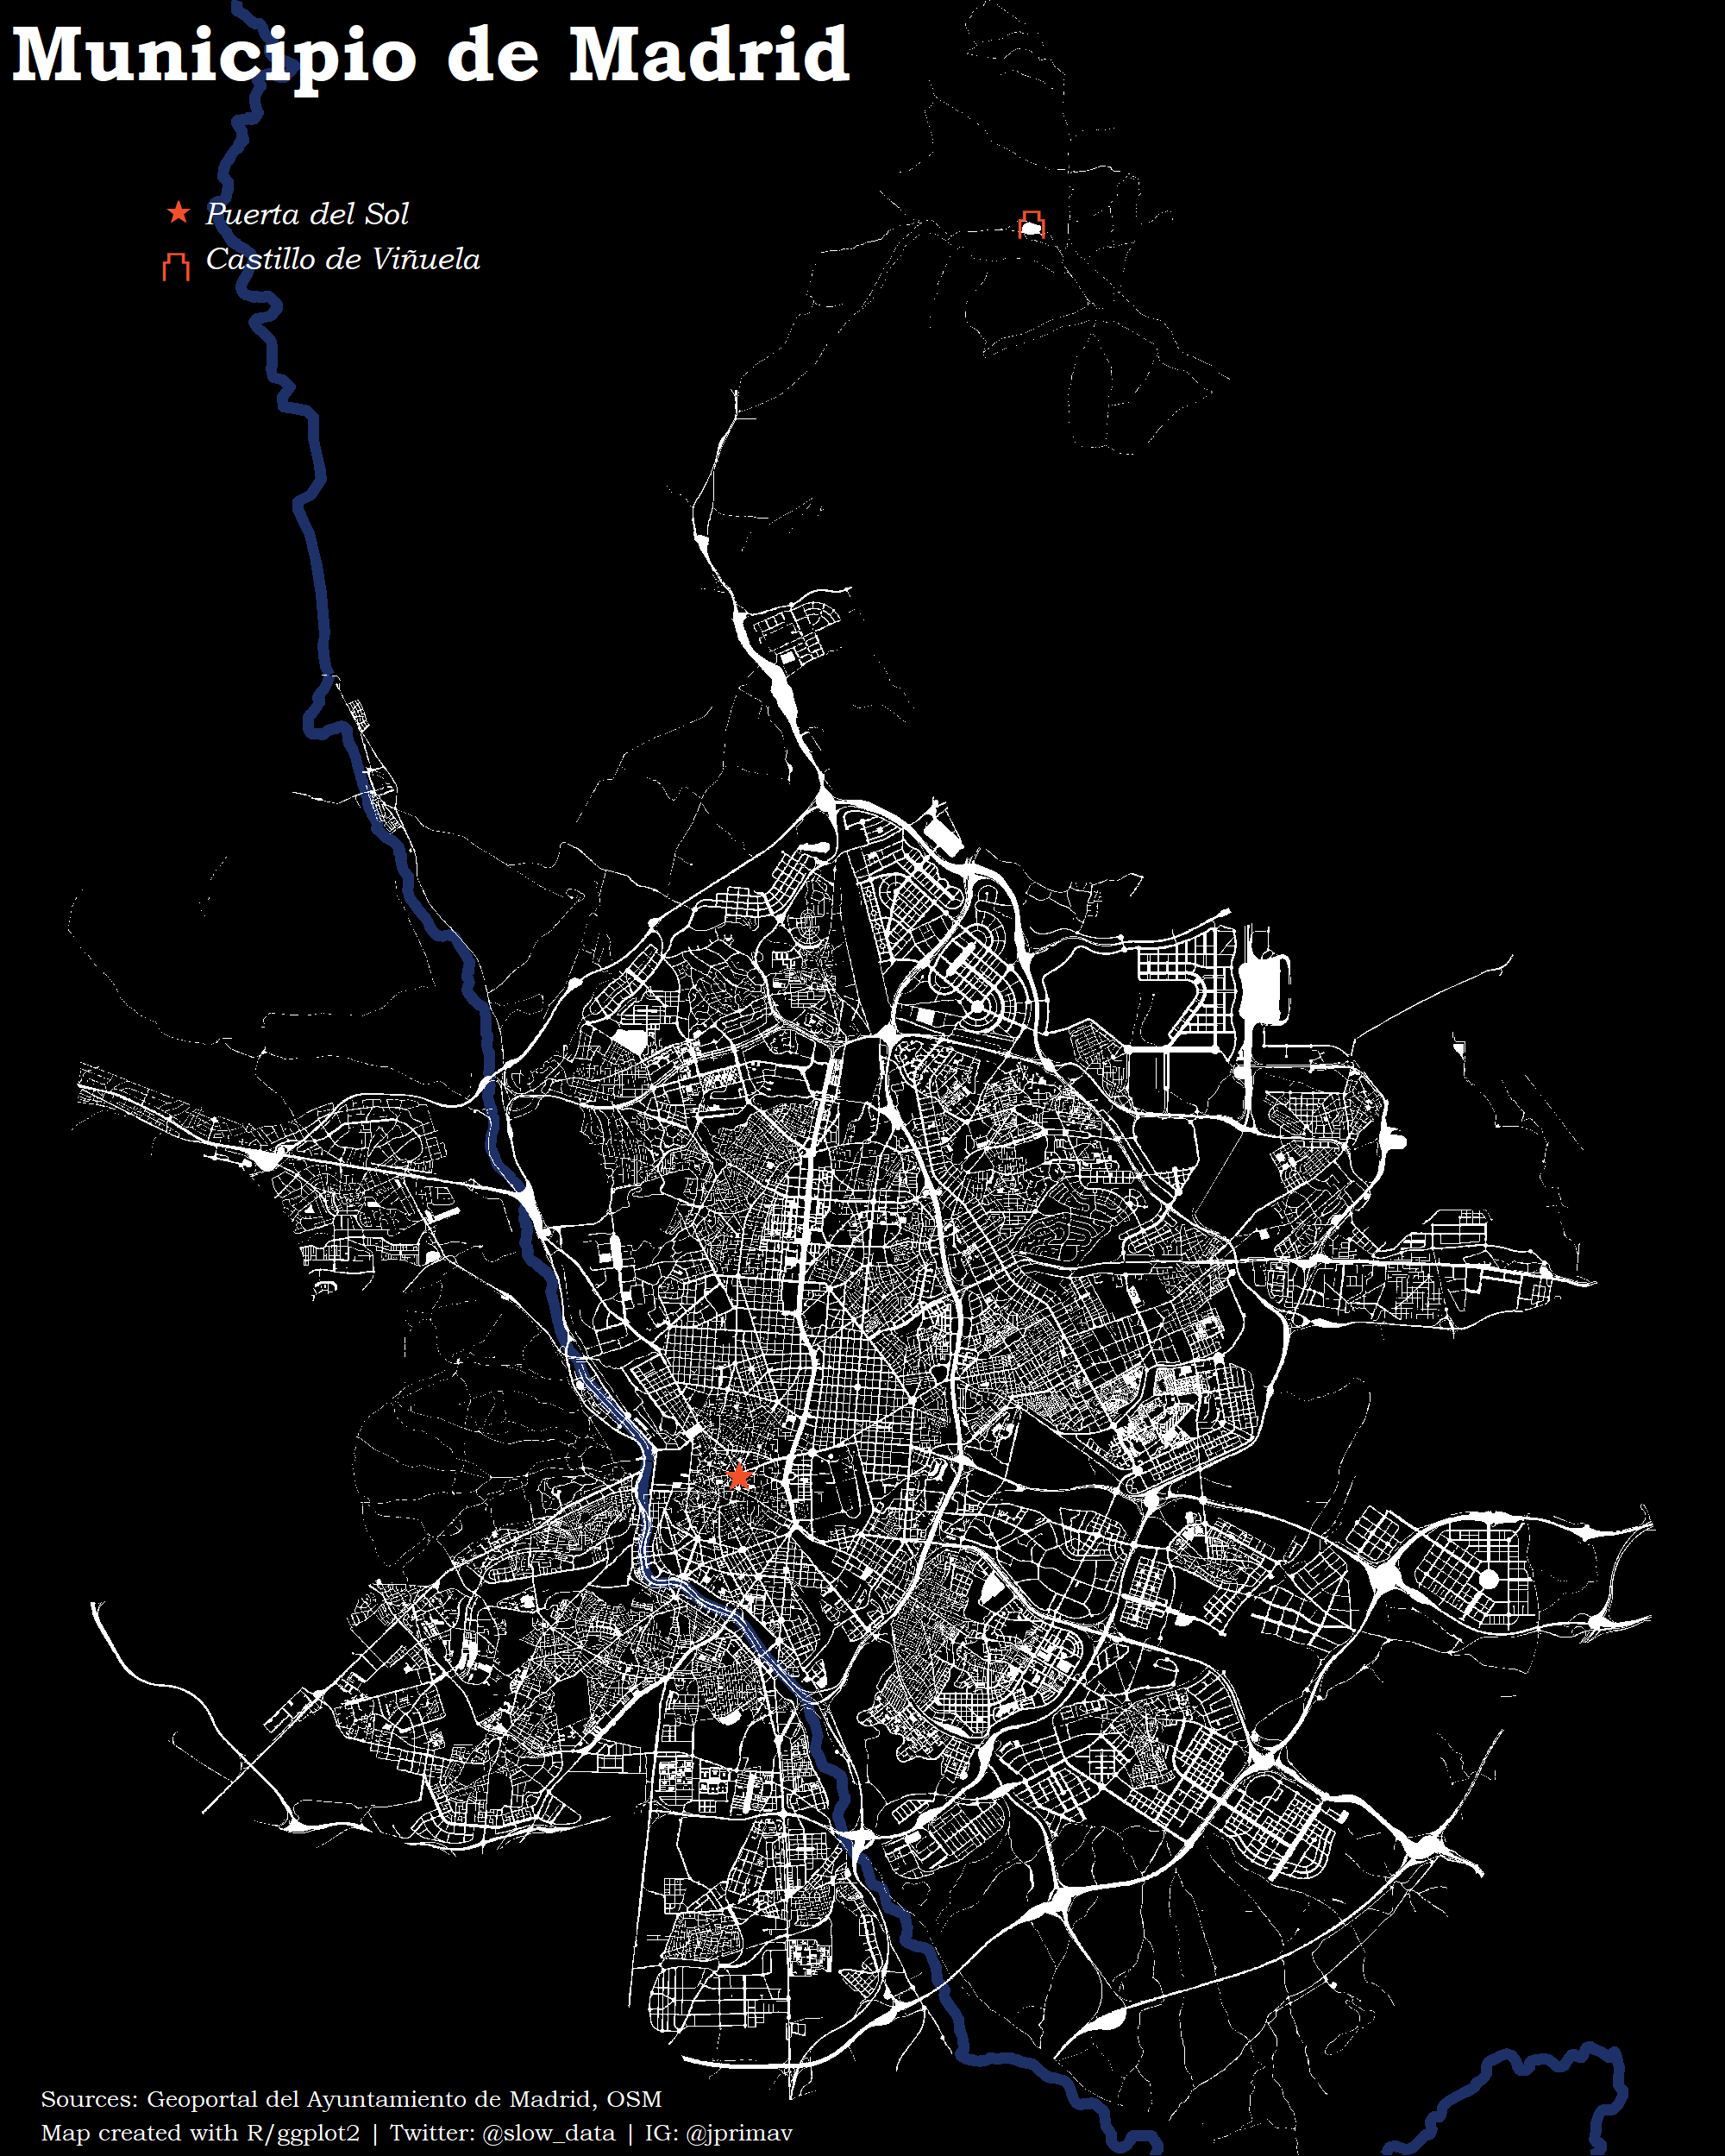 Municipio de Madrid
Puerta del Sol
Castillo de Viñuela
Sources: Geoportal del Ayuntamiento de Madrid, OSM
Map created with R/ggplot2 | Twitter: @slow_data | IG: @jprimav